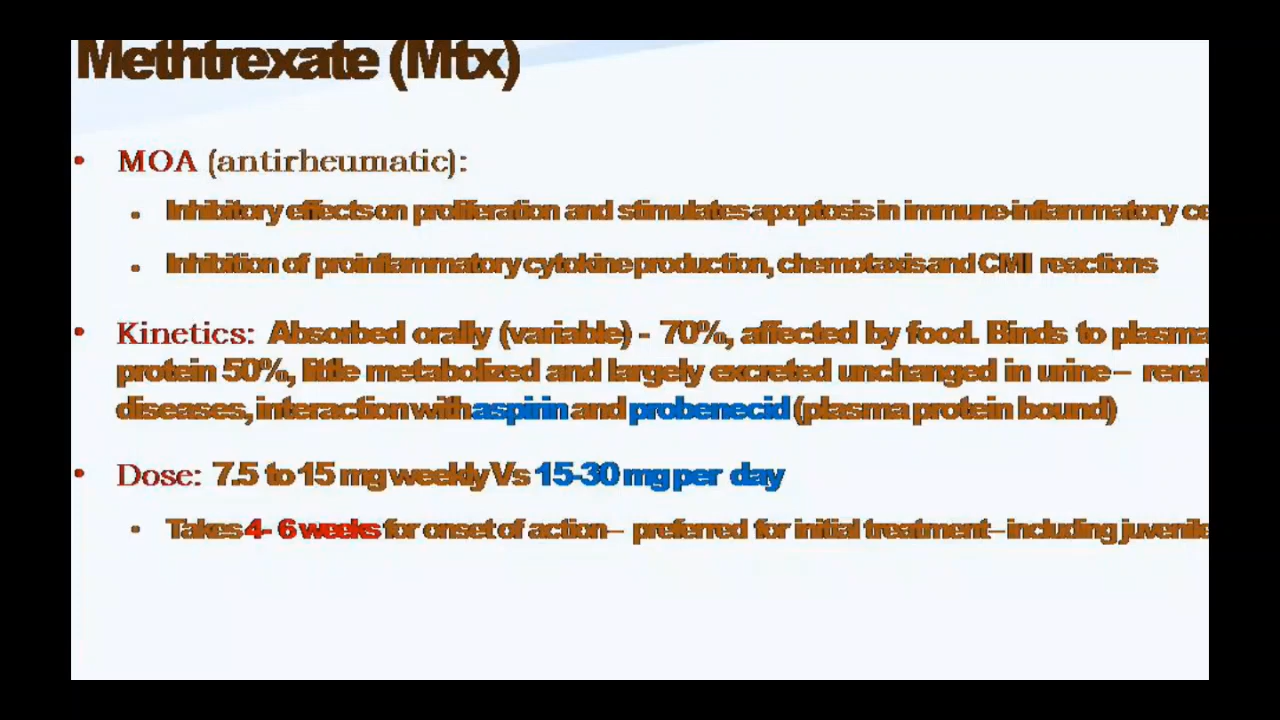 Methtrexate (Mtx)
• MOA (antirheumatic):
• Inhibitory effects on proliferation and stimulates apoptosis in immune-inflammatory ce
• Inhibition of proinflammatory cytokine production, chemotaxis and CMI reactions
• Kinetics: Absorbed orally (variable) - 70%, affected by food. Binds to plasma
protein 50%, little metabolized and largely excreted unchanged in urine – renal
diseases, interaction with aspirin and probenecid (plasma protein bound)
• Dose: 7.5 to 15 mg weekly Vs 15-30 mg per day
• Takes 4- 6 weeks for onset of action – preferred for initial treatment – including juvenile